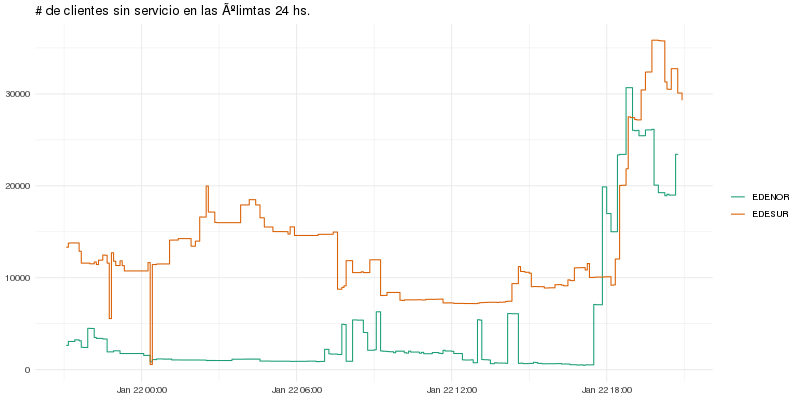 # de clientes sin servicio en las Ãºlimtas 24 hs.
30000
20000
10000
0
Jan 22 00:00
Jan 22 06:00
Jan 22 12:00
Jan 22 18:00
EDENOR
EDESUR